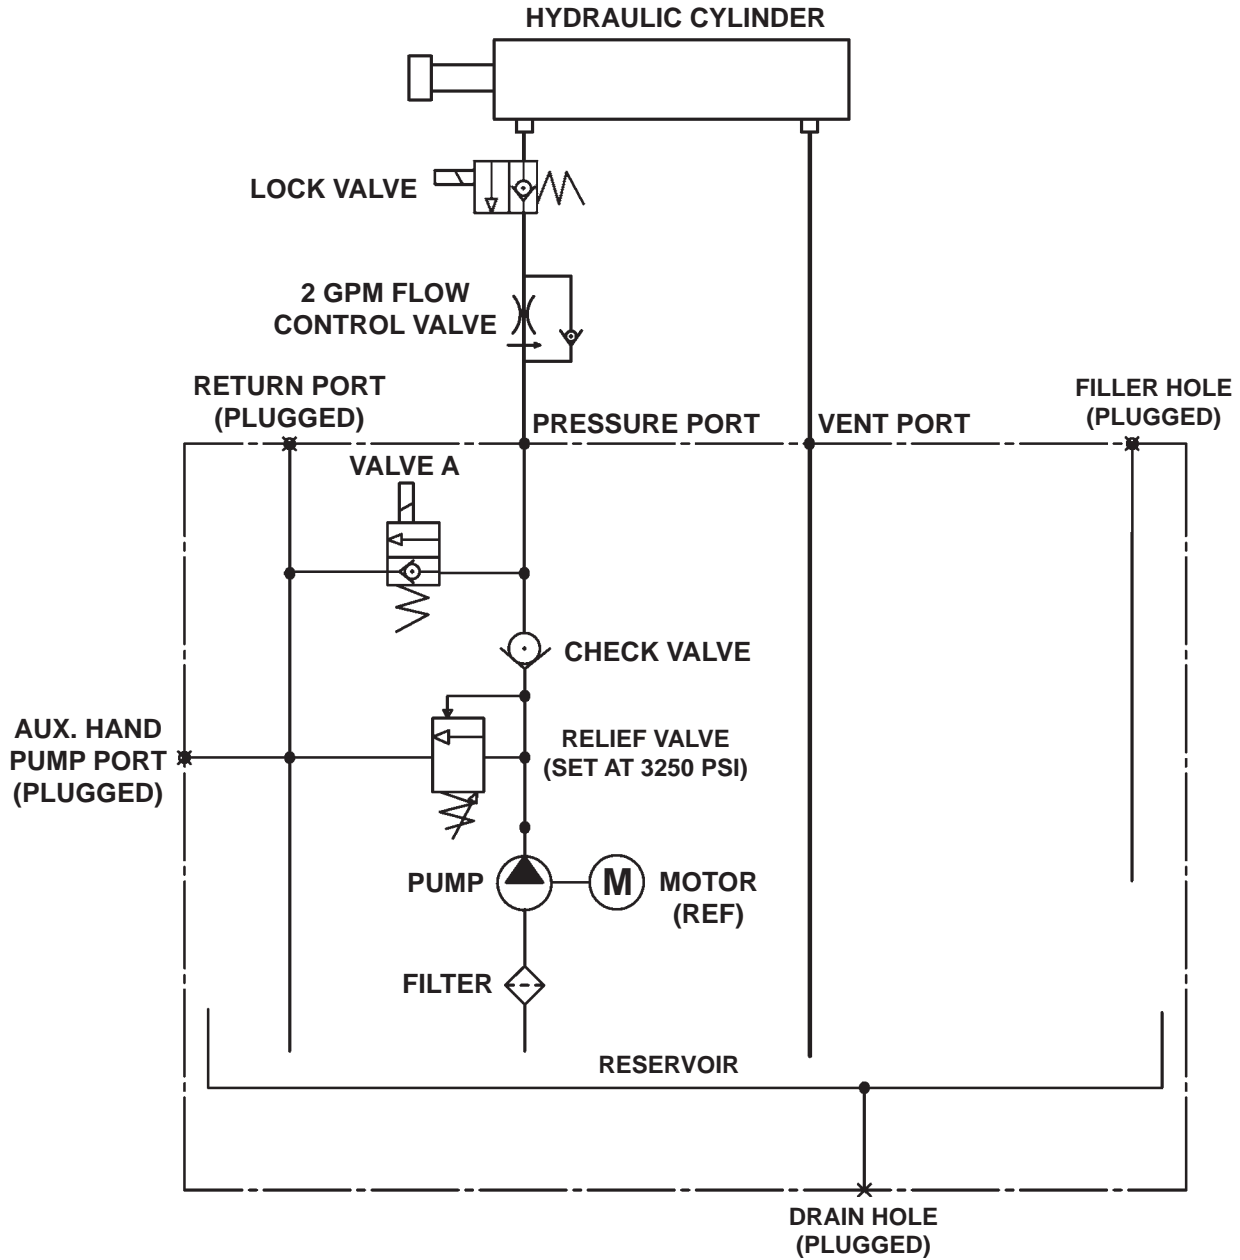 HYDRAULIC CYLINDER
LOCK VALVE
2 GPM FLOW
CONTROL VALVE
RETURN PORT
(PLUGGED)
PRESSURE PORT
VENT PORT
FILLER HOLE
(PLUGGED)
VALVE A
CHECK VALVE
AUX. HAND
PUMP PORT
(PLUGGED)
RELIEF VALVE
(SET AT 3250 PSI)
PUMP
M
MOTOR
(REF)
FILTER
RESERVOIR
DRAIN HOLE
(PLUGGED)